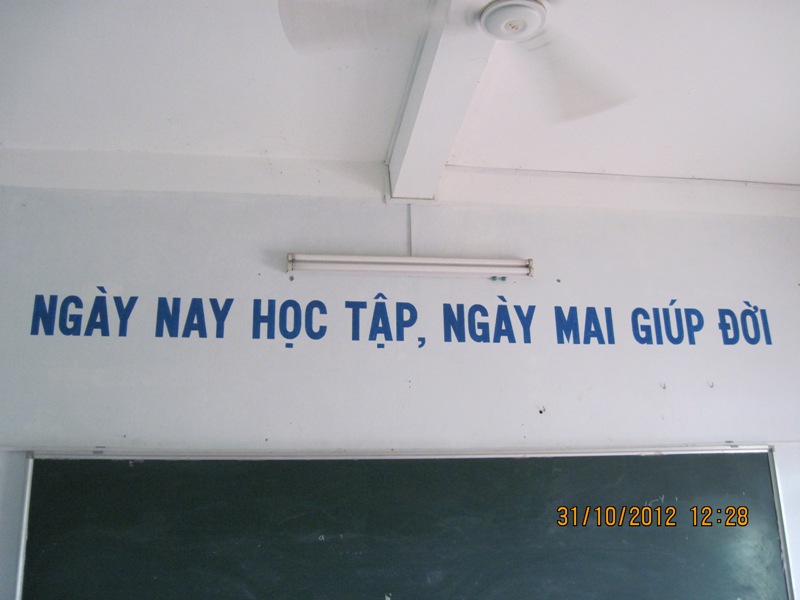 NGÀY NAY HỌC TẬP, NGÀY MAI GIÚP ĐỜI
31/10/2012 12:28